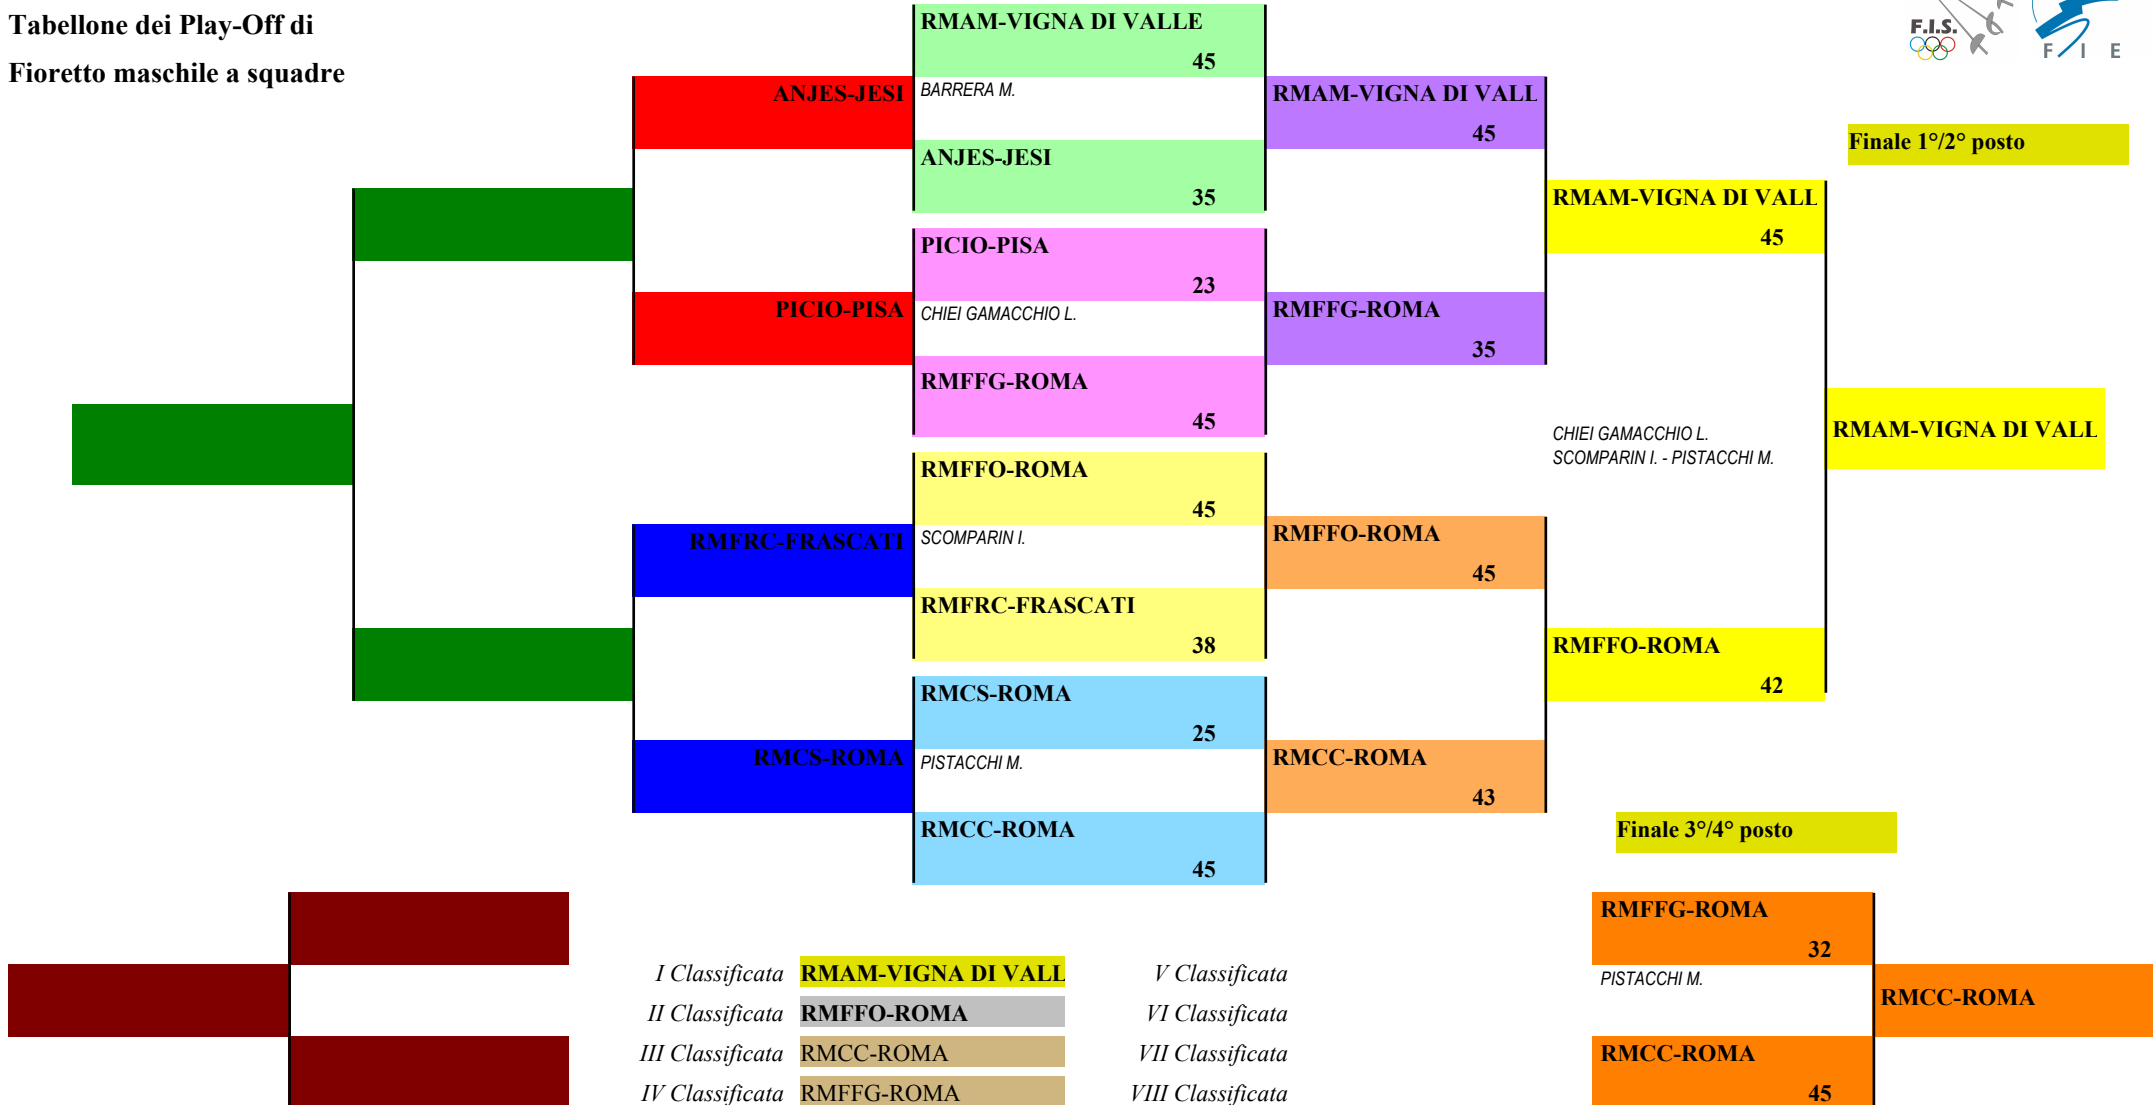 Tabellone dei Play-Off di
Fioretto maschile a squadre
F.I.S.
F I E
RMAM-VIGNA DI VALLE
45
BARRERA M.
ANJES-JESI
35
PICIO-PISA
23
CHIEI GAMACCHIO L.
RMFFG-ROMA
45
RMFFO-ROMA
45
SCOMPARIN I.
RMFRC-FRASCATI
38
RMCS-ROMA
25
PISTACCHI M.
RMCC-ROMA
45
ANJES-JESI
PICIO-PISA
RMFRC-FRASCATI
RMCS-ROMA
RMAM-VIGNA DI VALL
45
RMFFG-ROMA
35
RMFFO-ROMA
45
RMCC-ROMA
43
Finale 1°/2° posto
RMAM-VIGNA DI VALL
45
CHIEI GAMACCHIO L.
SCOMPARIN I. - PISTACCHI M.
RMFFO-ROMA
42
RMAM-VIGNA DI VALL
Finale 3°/4° posto
RMFFG-ROMA
32
PISTACCHI M.
RMCC-ROMA
45
RMCC-ROMA
I Classificata RMAM-VIGNA DI VALL
II Classificata RMFFO-ROMA
III Classificata RMCC-ROMA
IV Classificata RMFFG-ROMA
V Classificata
VI Classificata
VII Classificata
VIII Classificata